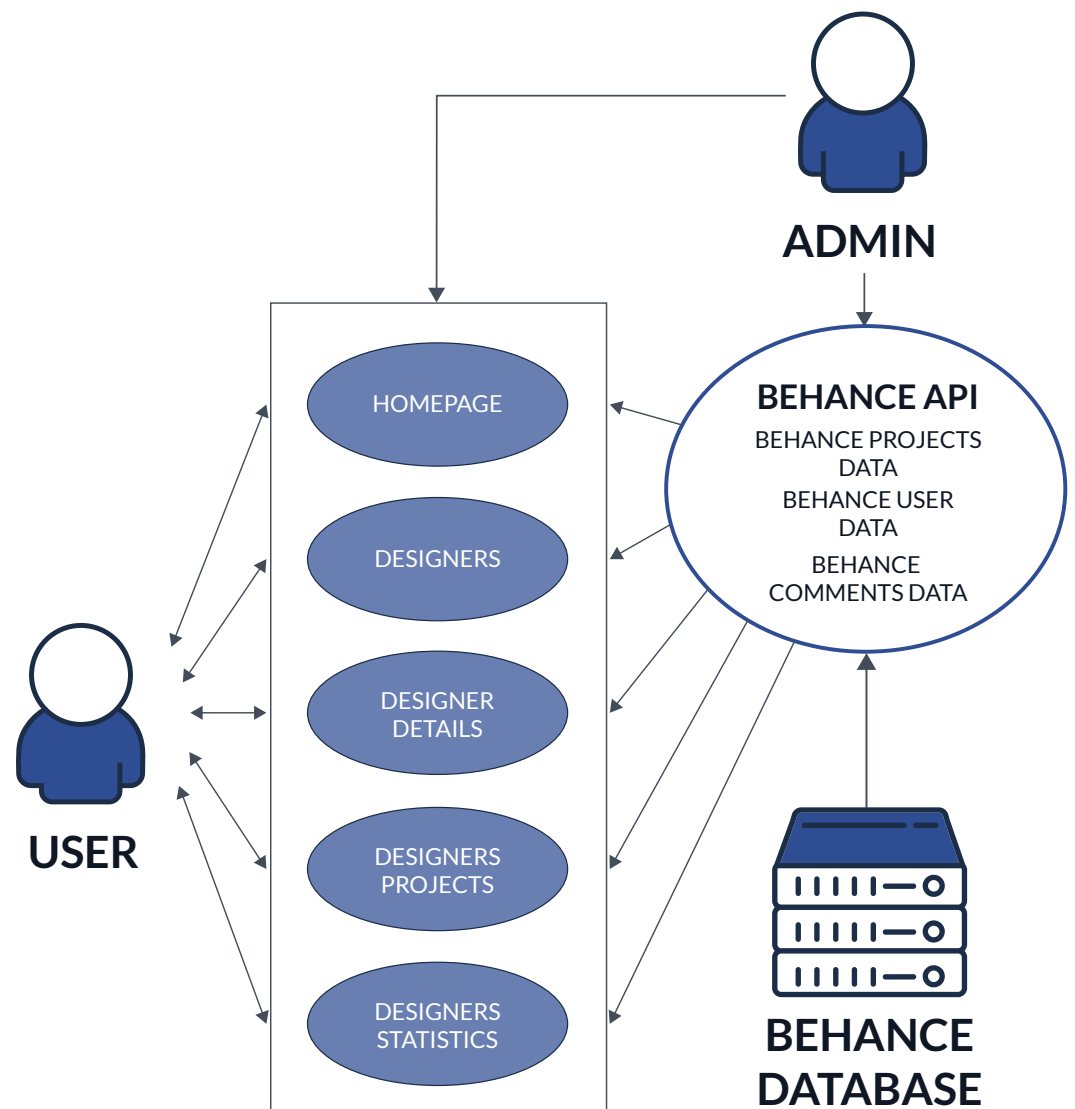 ADMIN
BEHANCE API
BEHANCE PROJECTS
DATA
BEHANCE USER
DATA
BEHANCE
COMMENTS DATA
HOMEPAGE
DESIGNERS
DESIGNER
DETAILS
DESIGNERS
PROJECTS
DESIGNERS
STATISTICS
USER
BEHANCE
DATABASE